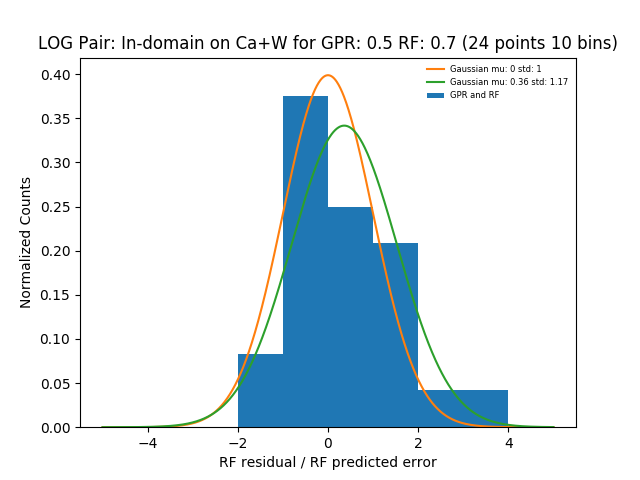 LOG Pair: In-domain on Ca+W for GPR: 0.5 RF: 0.7 (24 points 10 bins)
Gaussian mu: 0 std: 1
Gaussian mu: 0.36 std: 1.17
GPR and RF
Normalized Counts
0.40
0.35
0.30
0.25
0.20
0.15
0.10
0.05
0.00
−4 −2 0 2 4
RF residual / RF predicted error